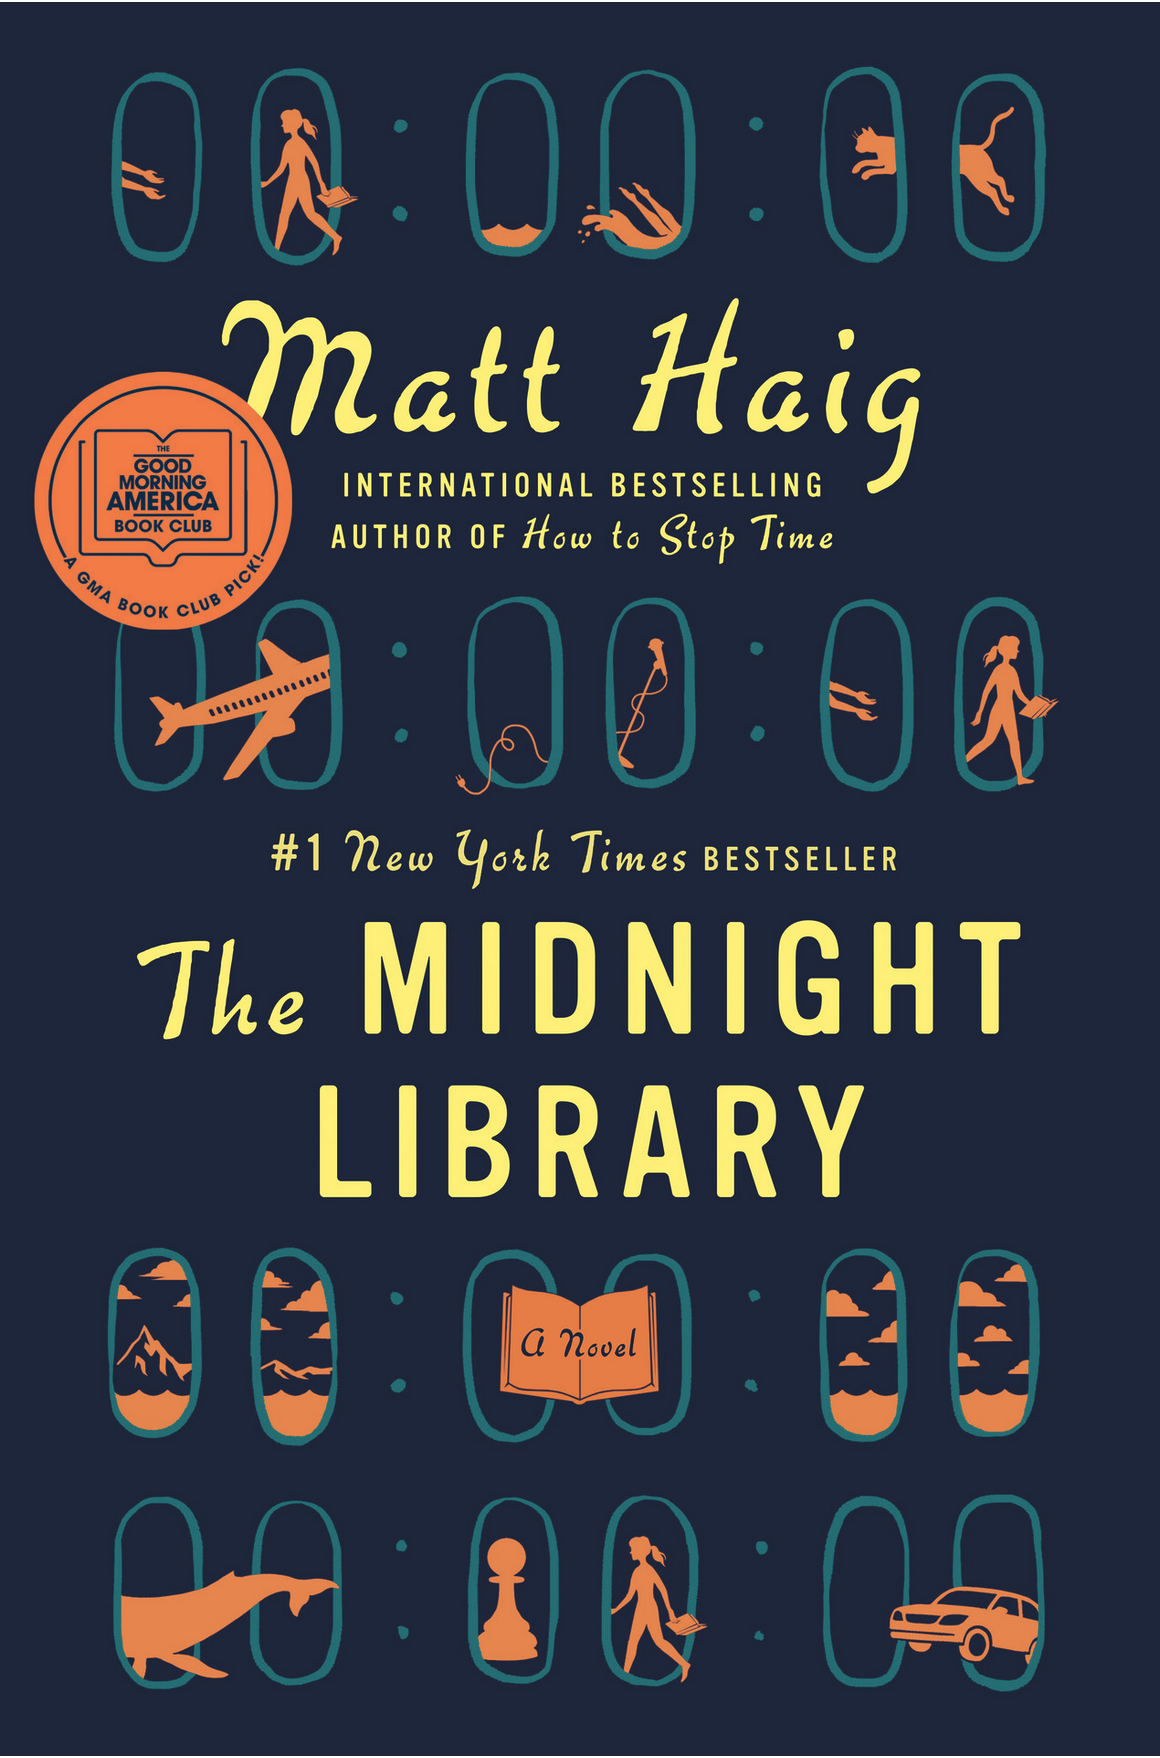 Matt Haig
THE
GOOD
MORNING
AMERICA
BOOK CLUB
A GMA BOOK CLUB PICK!
INTERNATIONAL BESTSELLING
AUTHOR OF How to Stop Time
#1 New York Times BESTSELLER
The MIDNIGHT
LIBRARY
A Novel